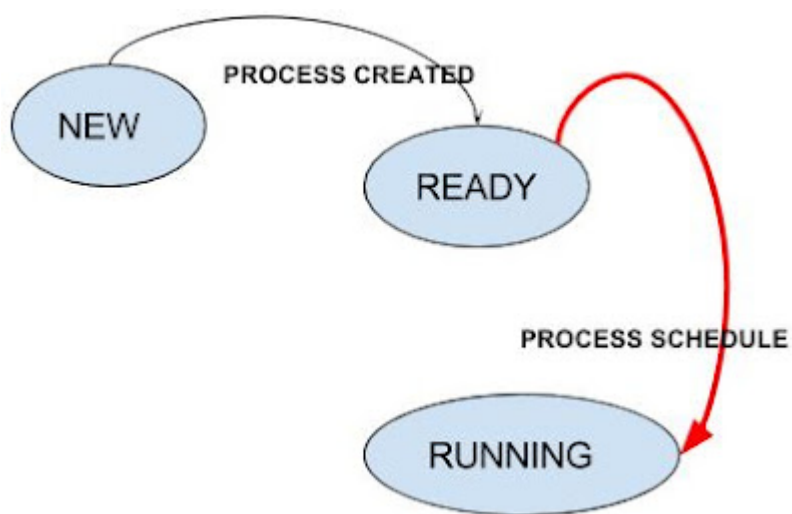 PROCESS CREATED
NEW
READY
PROCESS SCHEDULE
RUNNING